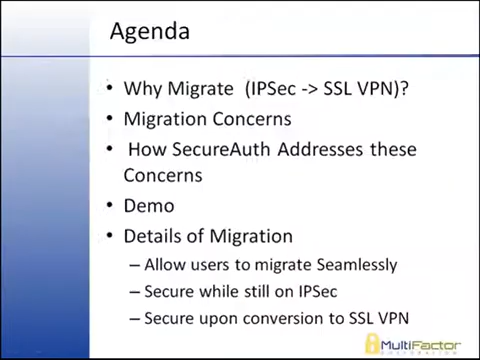 Agenda
• Why Migrate (IPSec -> SSL VPN)?
• Migration Concerns
• How SecureAuth Addresses these
Concerns
• Demo
• Details of Migration
– Allow users to migrate Seamlessly
– Secure while still on IPSec
– Secure upon conversion to SSL VPN
MultiFactor
CORPORATION